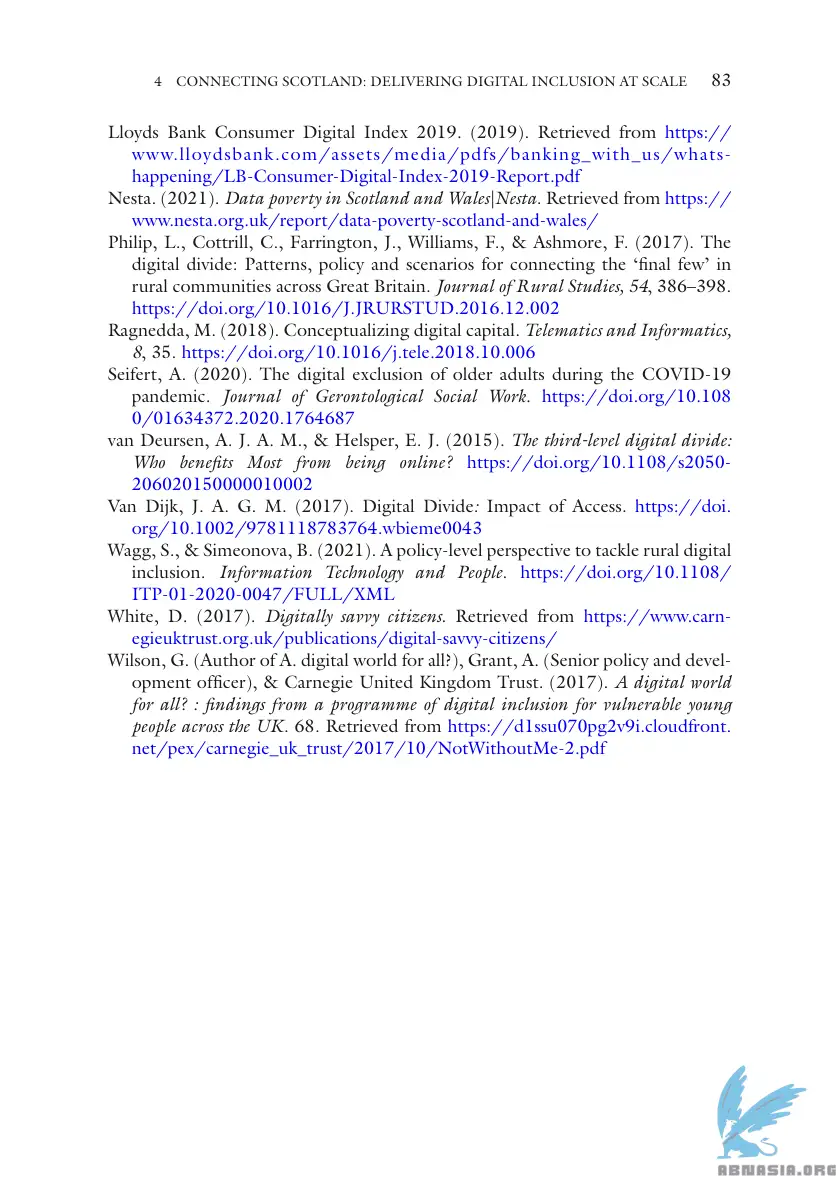 4 CONNECTING SCOTLAND: DELIVERING DIGITAL INCLUSION AT SCALE 83
Lloyds Bank Consumer Digital Index 2019. (2019). Retrieved from https://
www.lloydsbank.com/assets/media/pdfs/banking_with_us/whats-
happening/LB-Consumer-Digital-Index-2019-Report.pdf
Nesta. (2021). Data poverty in Scotland and Wales|Nesta. Retrieved from https://
www.nesta.org.uk/report/data-poverty-scotland-and-wales/
Philip, L., Cottrill, C., Farrington, J., Williams, F., & Ashmore, F. (2017). The
digital divide: Patterns, policy and scenarios for connecting the ‘final few’ in
rural communities across Great Britain. Journal of Rural Studies, 54, 386–398.
https://doi.org/10.1016/J.JRURSTUD.2016.12.002
Ragnedda, M. (2018). Conceptualizing digital capital. Telematics and Informatics,
8, 35. https://doi.org/10.1016/j.tele.2018.10.006
Seifert, A. (2020). The digital exclusion of older adults during the COVID-19
pandemic. Journal of Gerontological Social Work. https://doi.org/10.108
0/01634372.2020.1764687
van Deursen, A. J. A. M., & Helsper, E. J. (2015). The third-level digital divide:
Who benefits Most from being online? https://doi.org/10.1108/s2050-
206020150000010002
Van Dijk, J. A. G. M. (2017). Digital Divide: Impact of Access. https://doi.
org/10.1002/9781118783764.wbieme0043
Wagg, S., & Simeonova, B. (2021). A policy-level perspective to tackle rural digital
inclusion. Information Technology and People. https://doi.org/10.1108/
ITP-01-2020-0047/FULL/XML
White, D. (2017). Digitally savvy citizens. Retrieved from https://www.carn-
egieuktrust.org.uk/publications/digital-savvy-citizens/
Wilson, G. (Author of A. digital world for all?), Grant, A. (Senior policy and devel-
opment officer), & Carnegie United Kingdom Trust. (2017). A digital world
for all? : findings from a programme of digital inclusion for vulnerable young
people across the UK. 68. Retrieved from https://d1ssu070pg2v9i.cloudfront.
net/pex/carnegie_uk_trust/2017/10/NotWithoutMe-2.pdf
ABNASIA.ORG